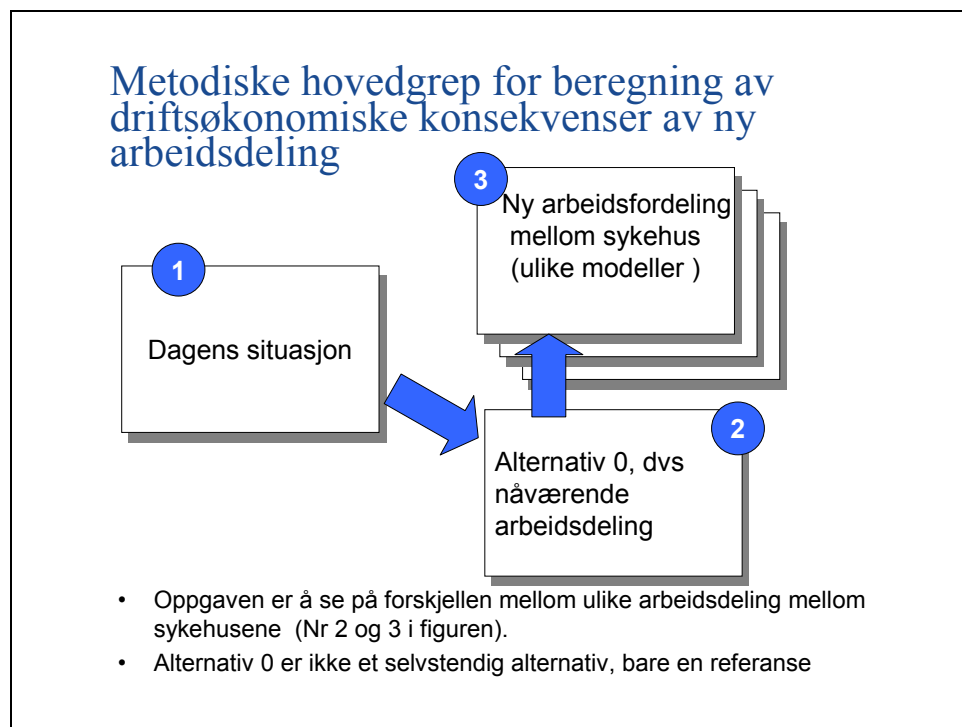 Metodiske hovedgrep for beregning av
driftsøkonomiske konsekvenser av ny
arbeidsdeling
3
Ny arbeidsfordeling
mellom sykehus
(ulike modeller )
1
Dagens situasjon
2
Alternativ 0, dvs
nåværende
arbeidsdeling
• Oppgaven er å se på forskjellen mellom ulike arbeidsdeling mellom
sykehusene (Nr 2 og 3 i figuren).
• Alternativ 0 er ikke et selvstendig alternativ, bare en referanse